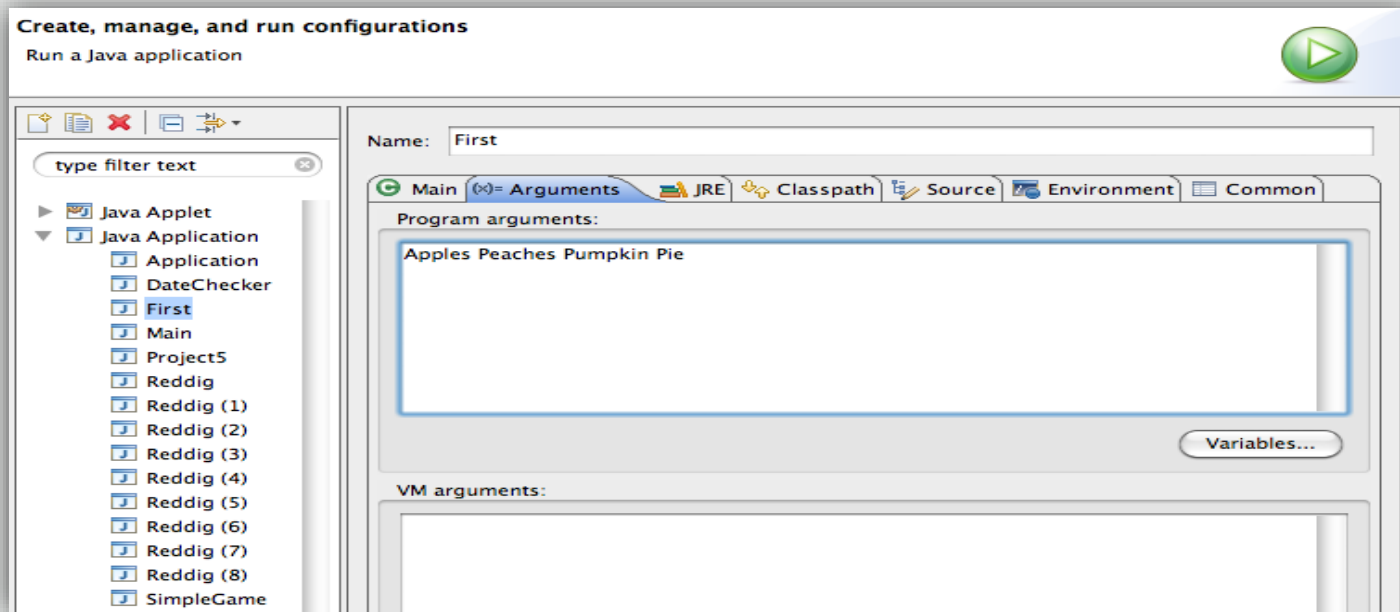 Create, manage, and run configurations
Run a Java application
type filter text
Java Applet
Java Application
Application
DateChecker
First
Main
Project5
Reddig
Reddig (1)
Reddig (2)
Reddig (3)
Reddig (4)
Reddig (5)
Reddig (6)
Reddig (7)
Reddig (8)
SimpleGame
Name: First
Main (x)= Arguments JRE Classpath Source Environment Common
Program arguments:
Apples Peaches Pumpkin Pie
Variables...
VM arguments: